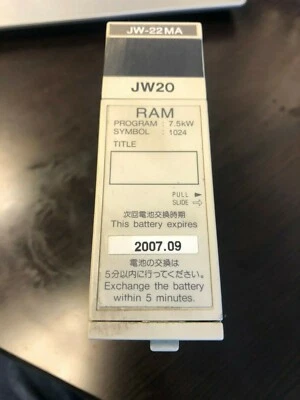 JW-22MA
JW20
RAM
PROGRAM : 7.5kW
SYMBOL : 1024
TITLE
PULL ►
SLIDE ⇨
次回電池交換時期
This battery expires
2007.09
電池の交換は
5分以内に行ってください。
Exchange the battery
within 5 minutes.